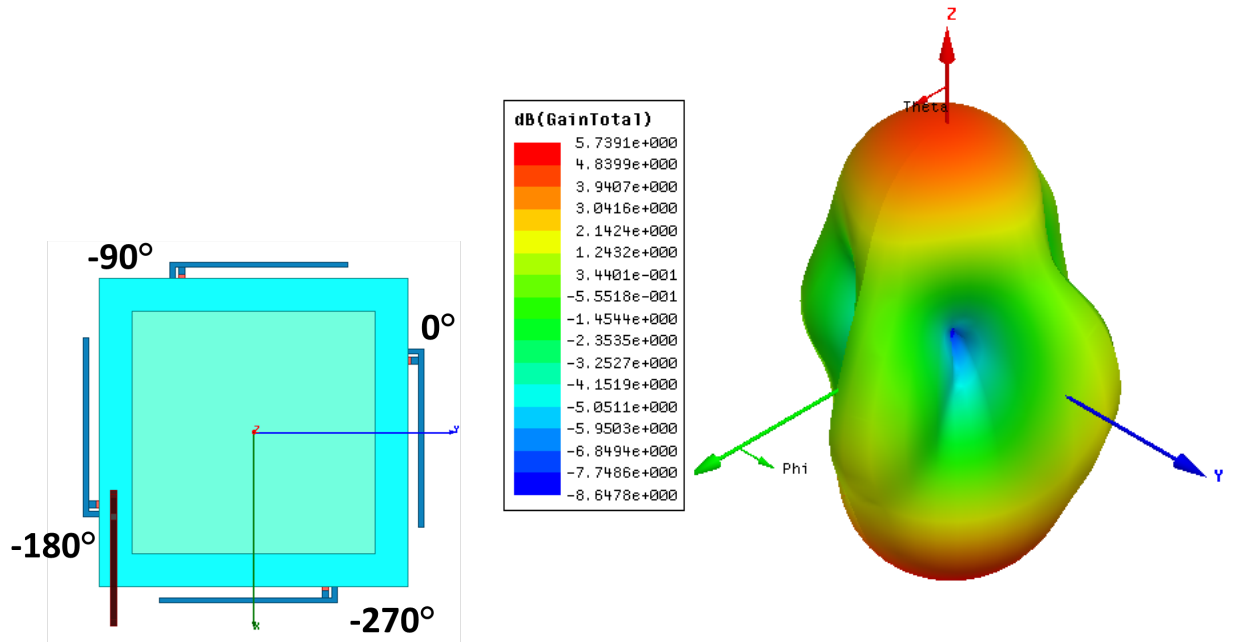 -90°
0°
-180°
-270°
Z
Y
X
dB(GainTotal)
5.7391e+000
4.8399e+000
3.9407e+000
3.0416e+000
2.1424e+000
1.2432e+000
3.4401e-001
-5.5518e-001
-1.4544e+000
-2.3535e+000
-3.2527e+000
-4.1519e+000
-5.0511e+000
-5.9503e+000
-6.8494e+000
-7.7486e+000
-8.6478e+000
Z
Theta
Phi
Y